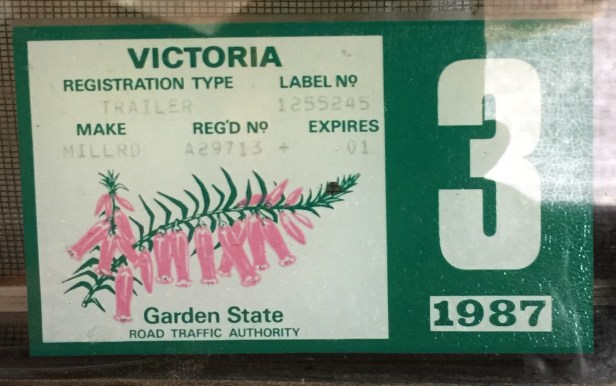 VICTORIA
REGISTRATION TYPE LABEL Nº
TRAILER 1255245
MAKE REG'D Nº EXPIRES
MILLRD A29713 + 01
Garden State
ROAD TRAFFIC AUTHORITY
3
1987